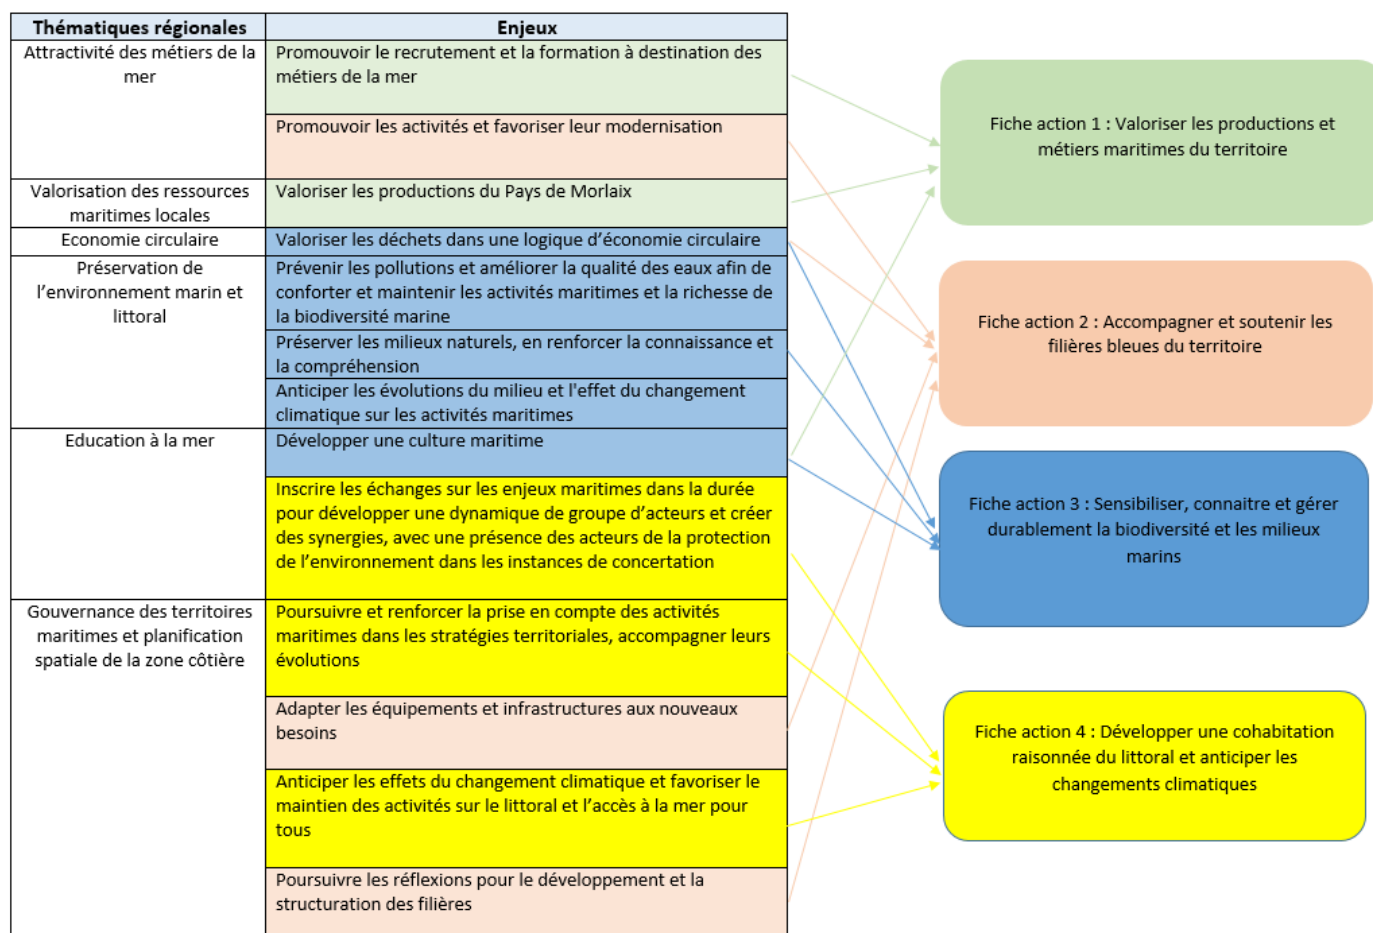 Thématiques régionales
Enjeux
Attractivité des métiers de la
mer
Promouvoir le recrutement et la formation à destination des
métiers de la mer
Promouvoir les activités et favoriser leur modernisation
Valorisation des ressources
maritimes locales
Valoriser les productions du Pays de Morlaix
Economie circulaire
Valoriser les déchets dans une logique d’économie circulaire
Préservation de
l’environnement marin et
littoral
Prévenir les pollutions et améliorer la qualité des eaux afin de
conforter et maintenir les activités maritimes et la richesse de
la biodiversité marine
Préserver les milieux naturels, en renforcer la connaissance et
la compréhension
Anticiper les évolutions du milieu et l'effet du changement
climatique sur les activités maritimes
Education à la mer
Développer une culture maritime
Inscrire les échanges sur les enjeux maritimes dans la durée
pour développer une dynamique de groupe d’acteurs et créer
des synergies, avec une présence des acteurs de la protection
de l’environnement dans les instances de concertation
Gouvernance des territoires
maritimes et planification
spatiale de la zone côtière
Poursuivre et renforcer la prise en compte des activités
maritimes dans les stratégies territoriales, accompagner leurs
évolutions
Adapter les équipements et infrastructures aux nouveaux
besoins
Anticiper les effets du changement climatique et favoriser le
maintien des activités sur le littoral et l’accès à la mer pour
tous
Poursuivre les réflexions pour le développement et la
structuration des filières
Fiche action 1 : Valoriser les productions et
métiers maritimes du territoire
Fiche action 2 : Accompagner et soutenir les
filières bleues du territoire
Fiche action 3 : Sensibiliser, connaitre et gérer
durablement la biodiversité et les milieux
marins
Fiche action 4 : Développer une cohabitation
raisonnée du littoral et anticiper les
changements climatiques